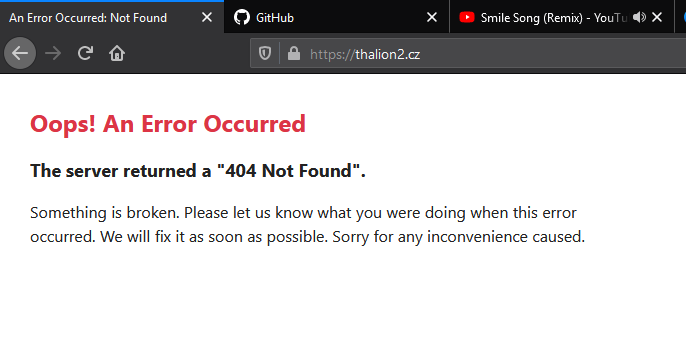 An Error Occurred: Not Found
GitHub
Smile Song (Remix) - YouTu
https://thalion2.cz
Oops! An Error Occurred
The server returned a "404 Not Found".
Something is broken. Please let us know what you were doing when this error
occurred. We will fix it as soon as possible. Sorry for any inconvenience caused.